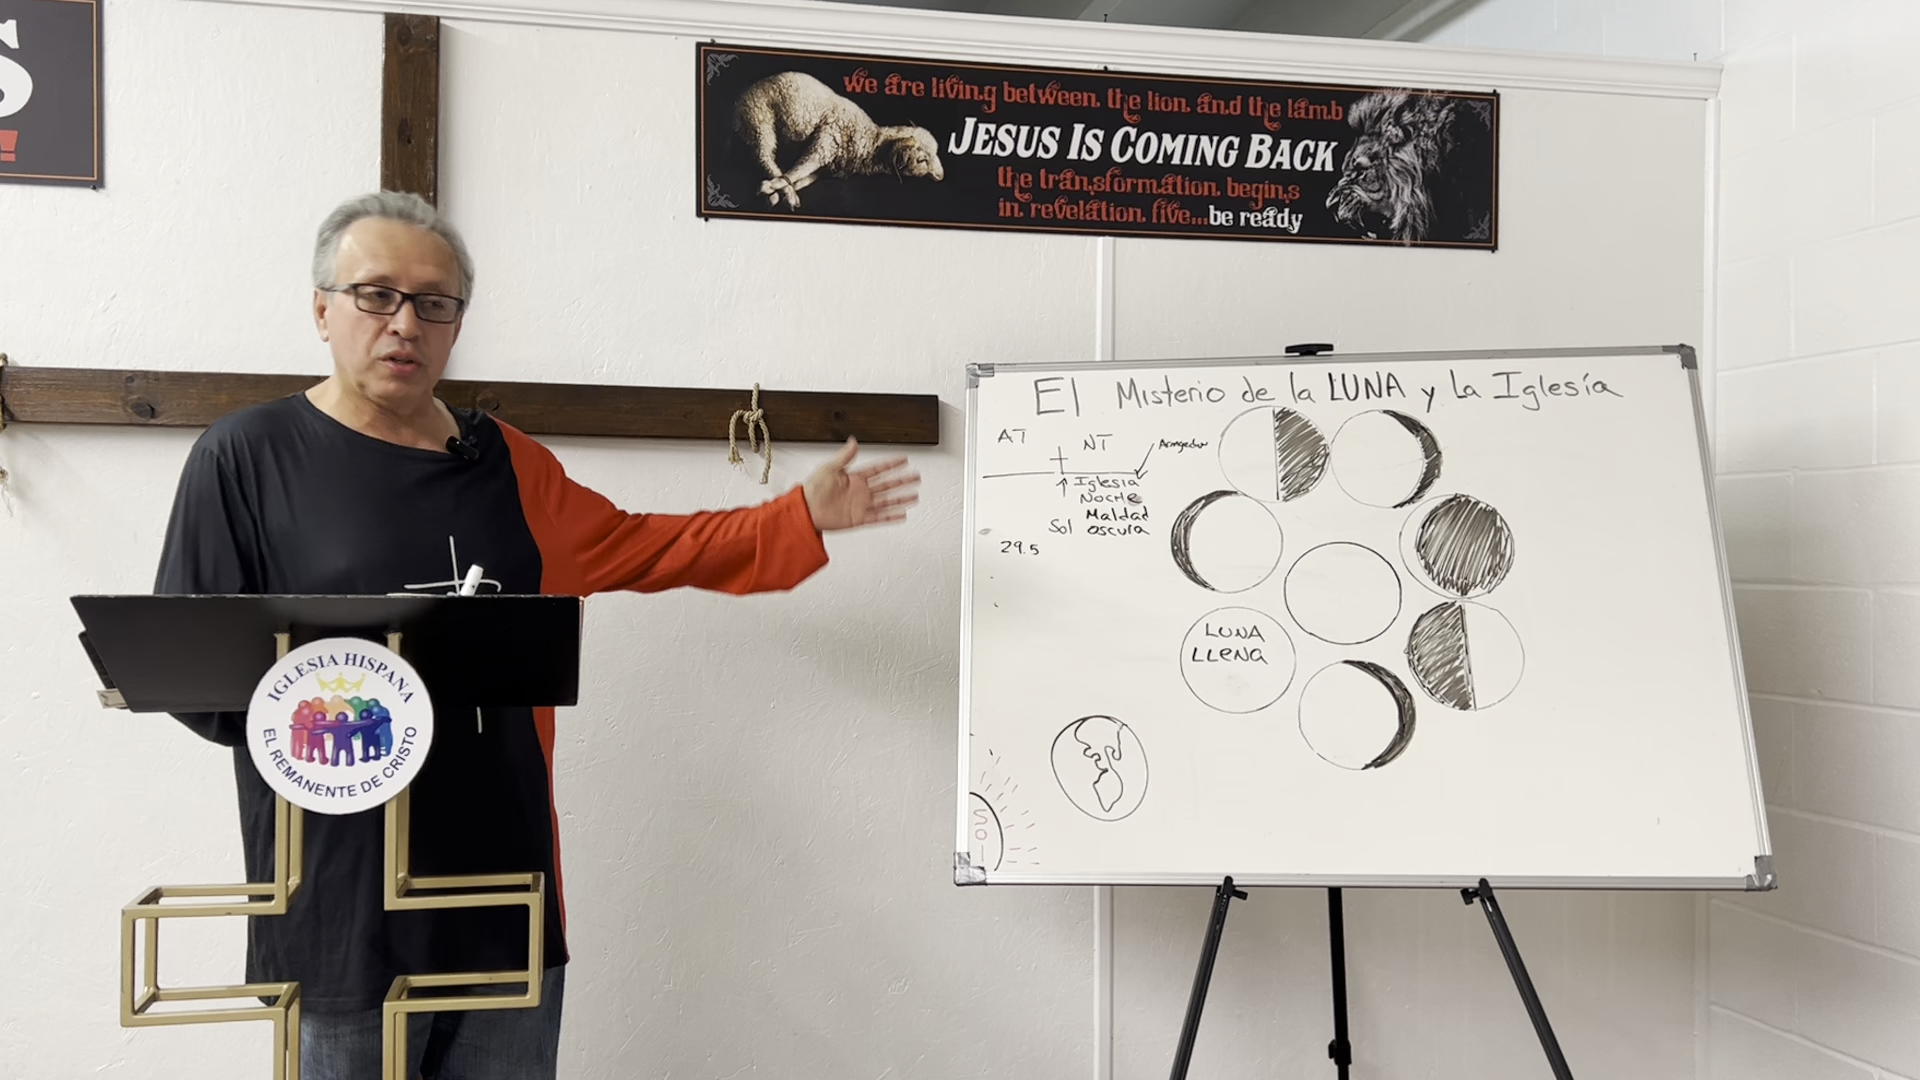 S
!
we are living between the lion and the lamb
JESUS IS COMING BACK
the transformation begins
in revelation five...be ready
El Misterio de la LUNA y La Iglesia
AT
NT
Armgedon
Iglesia
NOCHE
Maldad
Sol oscura
29.5
LUNA
LLENA
Sol
IGLESIA HISPANA
EL REMANENTE DE CRISTO